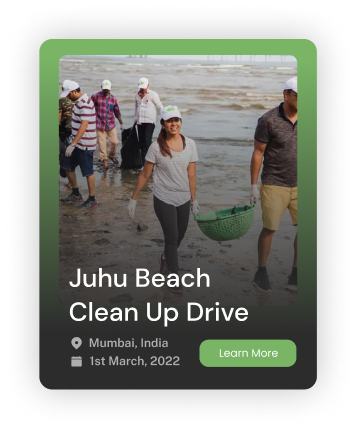 Juhu Beach
Clean Up Drive
Mumbai, India
1st March, 2022
Learn More